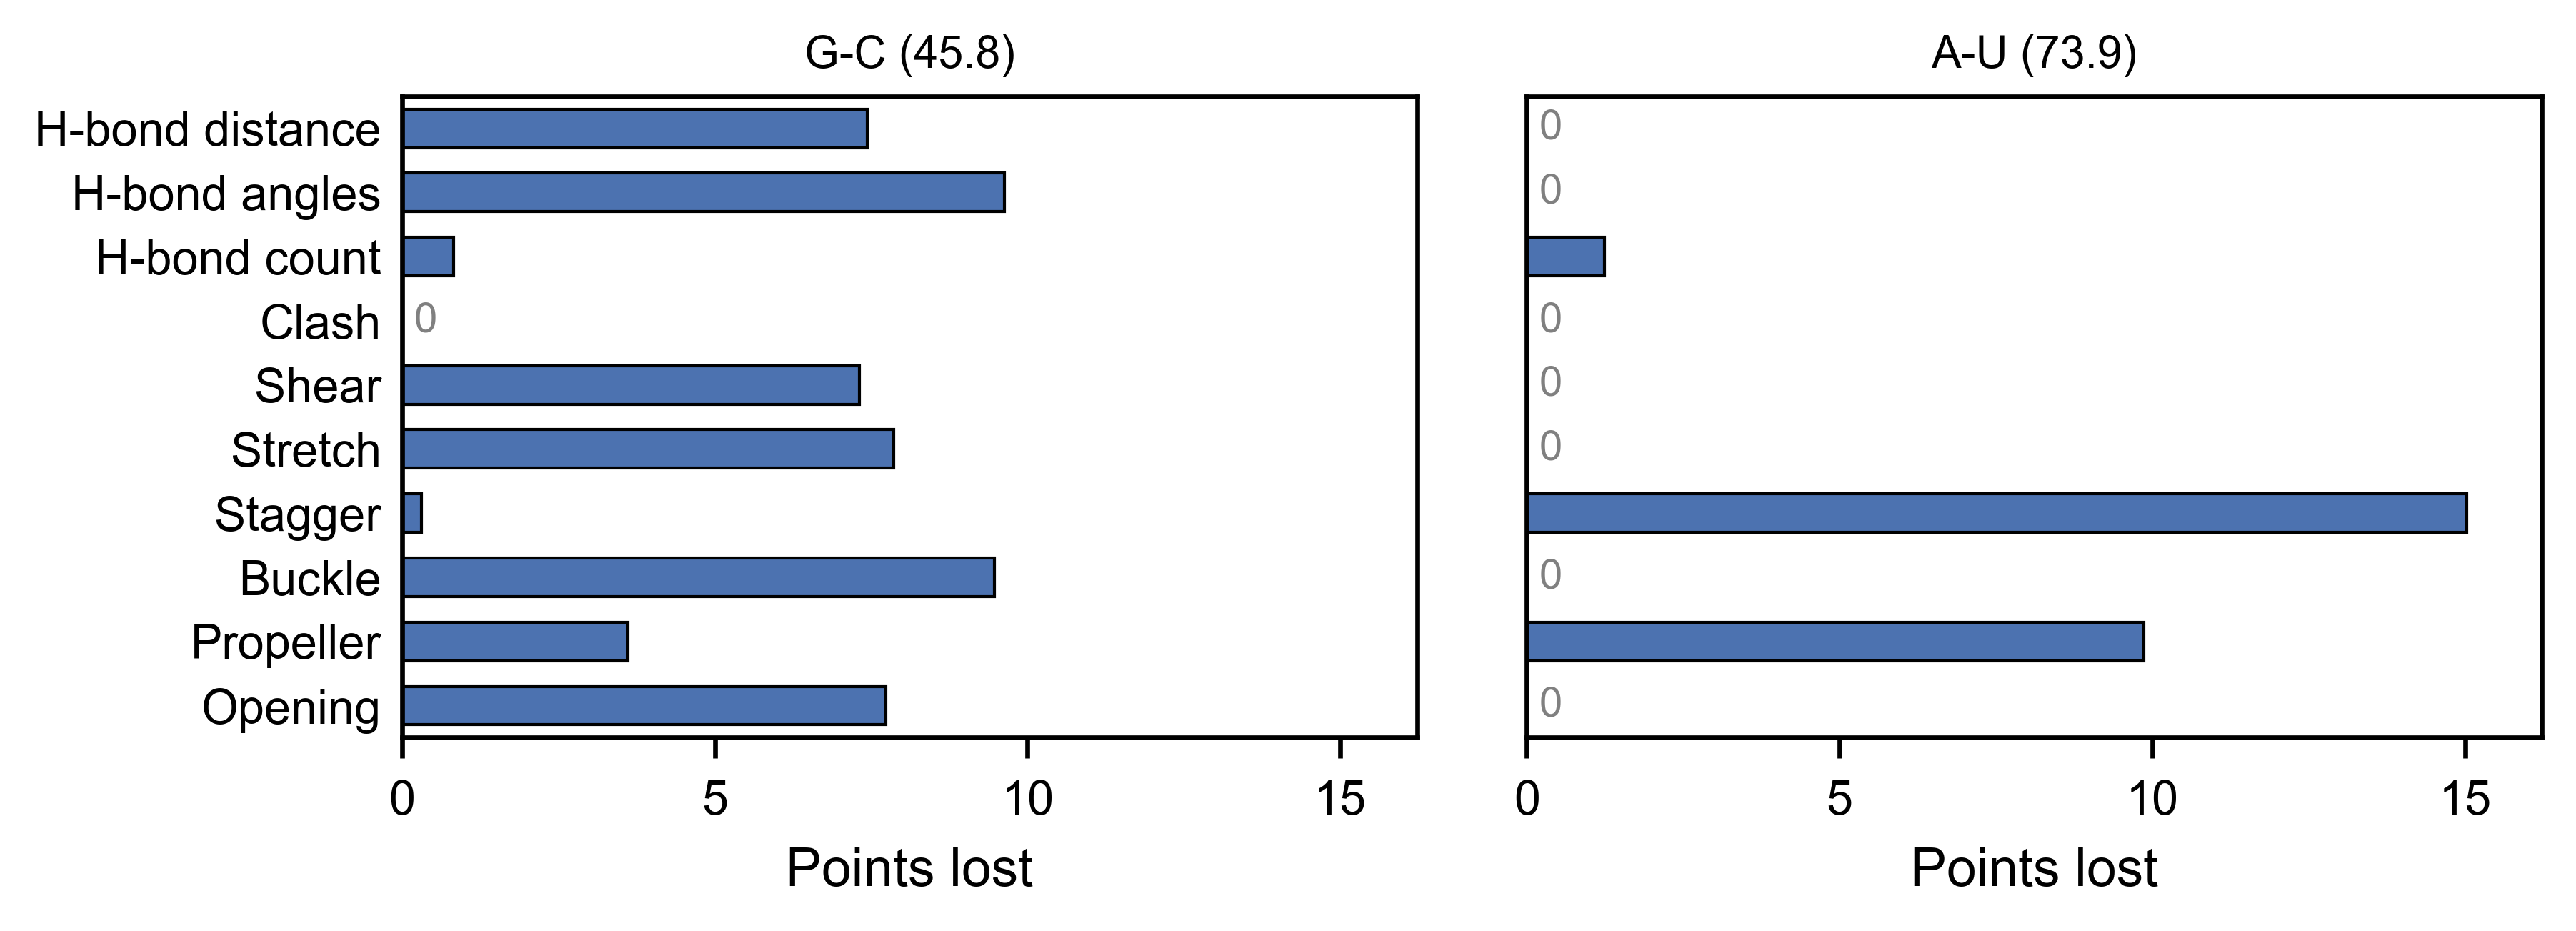 G-C (45.8)
A-U (73.9)
H-bond distance
0
H-bond angles
0
H-bond count
Clash
0
0
Shear
0
Stretch
0
Stagger
Buckle
0
Propeller
Opening
0
0 5 10 15
0 5 10 15
Points lost
Points lost